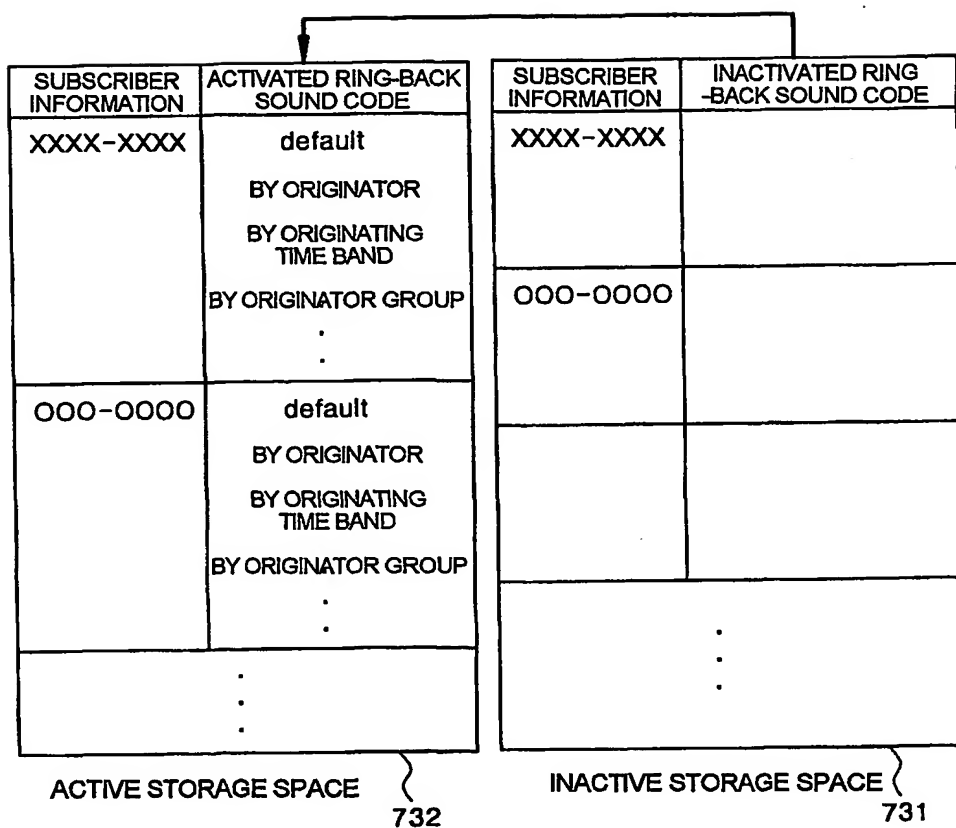 SUBSCRIBER INFORMATION
ACTIVATED RING-BACK SOUND CODE
XXXX-XXXX
default
BY ORIGINATOR
BY ORIGINATING TIME BAND
BY ORIGINATOR GROUP
OOO-OOOO
default
BY ORIGINATOR
BY ORIGINATING TIME BAND
BY ORIGINATOR GROUP
ACTIVE STORAGE SPACE
732
SUBSCRIBER INFORMATION
INACTIVATED RING -BACK SOUND CODE
XXXX-XXXX
OOO-OOOO
INACTIVE STORAGE SPACE
731